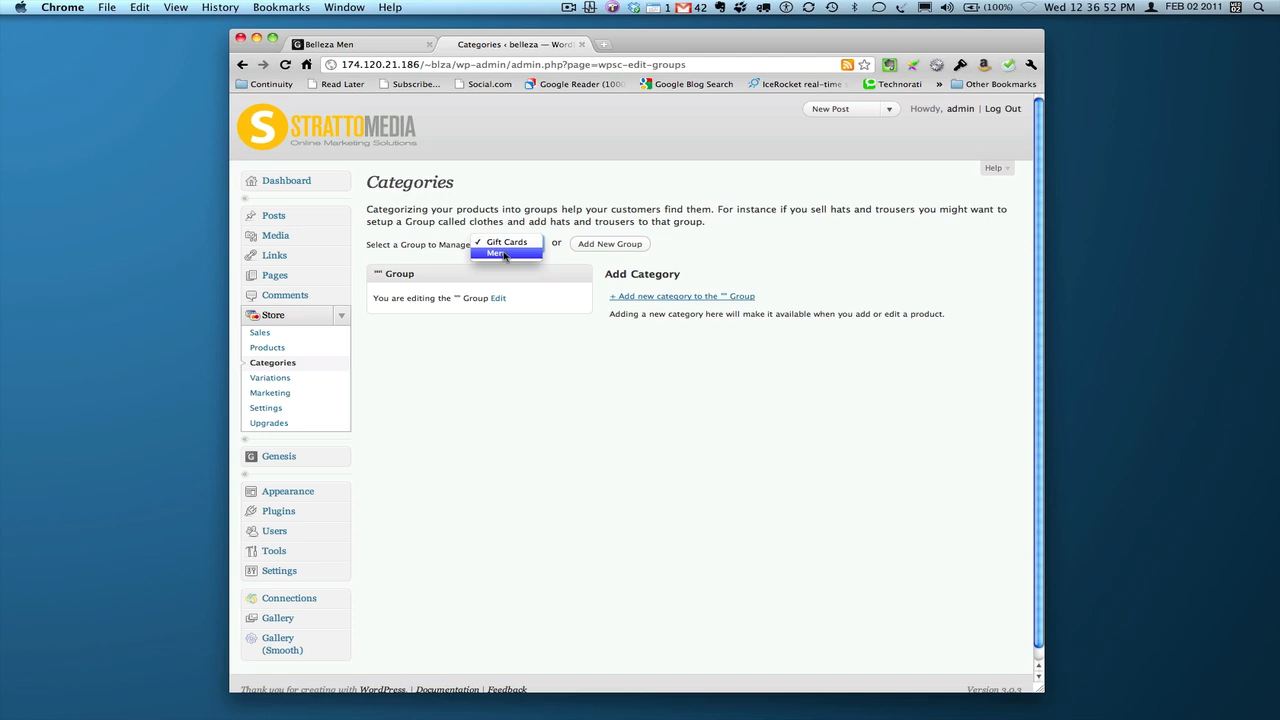 Chrome File Edit View History Bookmarks Window Help 1 42 (100%) Wed 12 36 52 PM FEB 02 2011
Belleza Men
Categories ‹ belleza — Word
174.120.21.186/~blza/wp-admin/admin.php?page=wpsc-edit-groups
Continuity Read Later Subscribe... Social.com Google Reader (1000 Google Blog Search IceRocket real-time Technorati » Other Bookmarks
S STRATTOMEDIA
Online Marketing Solutions
New Post Howdy, admin | Log Out
Help
Dashboard
Posts
Media
Links
Pages
Comments
Store
Sales
Products
Categories
Variations
Marketing
Settings
Upgrades
Genesis
Appearance
Plugins
Users
Tools
Settings
Connections
Gallery
Gallery
(Smooth)
Categories
Categorizing your products into groups help your customers find them. For instance if you sell hats and trousers you might want to
setup a Group called clothes and add hats and trousers to that group.
Select a Group to Manage ✓ Gift Cards or Add New Group
Men
"" Group
You are editing the "" Group Edit
Add Category
+ Add new category to the "" Group
Adding a new category here will make it available when you add or edit a product.
Thank you for creating with WordPress. | Documentation | Feedback Version 3.0.3